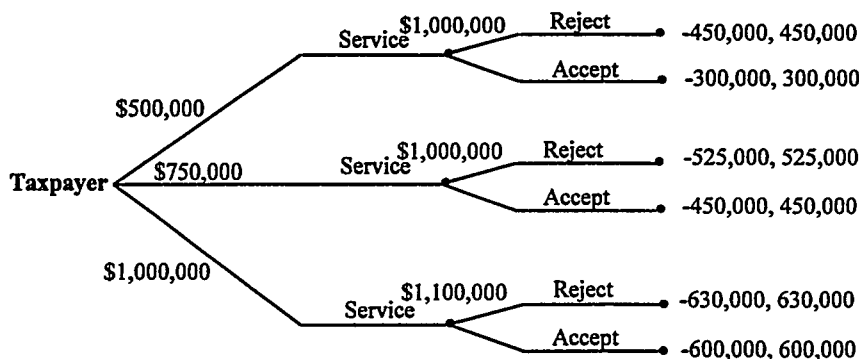 $1,000,000 Reject -450,000, 450,000
Service
Accept -300,000, 300,000
$500,000
$1,000,000 Reject -525,000, 525,000
Taxpayer $750,000 Service
Accept -450,000, 450,000
$1,000,000
$1,100,000 Reject -630,000, 630,000
Service
Accept -600,000, 600,000